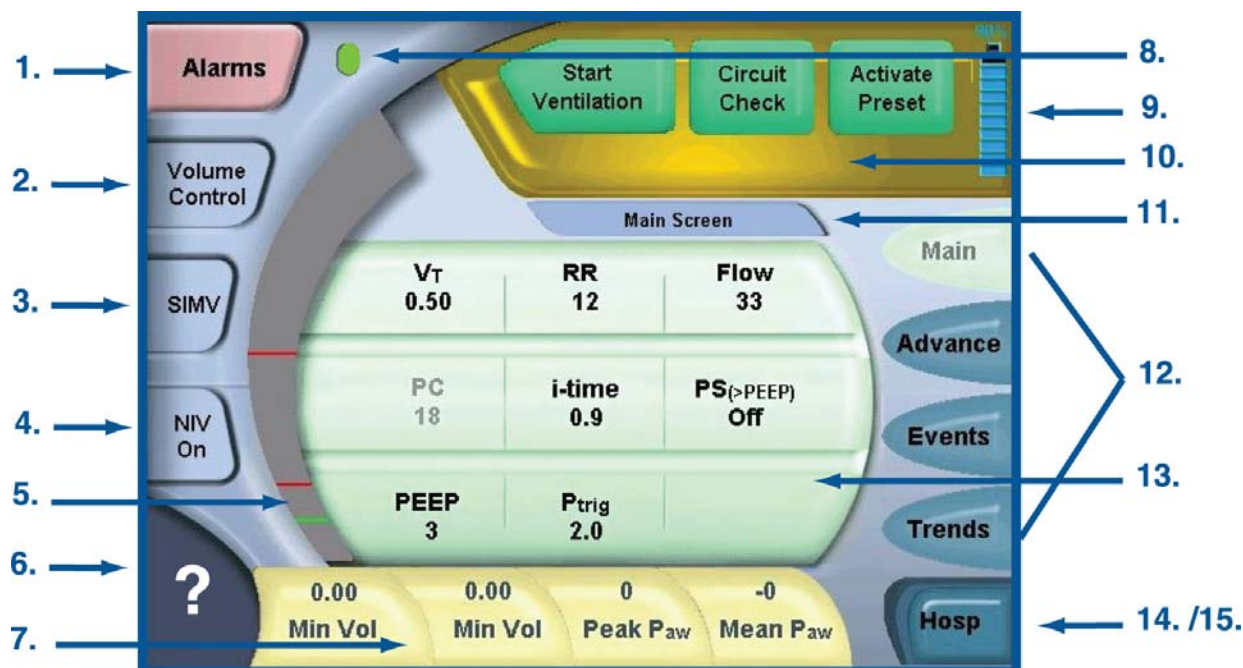 1.
Alarms
2.
Volume
Control
3.
SIMV
4.
NIV
On
5.
6.
?
7.
Start
Ventilation
Circuit
Check
Activate
Preset
98%
8.
9.
10.
11.
Main Screen
VT
0.50
RR
12
Flow
33
PC
18
i-time
0.9
PS(>PEEP)
Off
PEEP
3
Ptrig
2.0
0.00
Min Vol
0.00
Min Vol
0
Peak Paw
-0
Mean Paw
Main
Advance
Events
Trends
Hosp
12.
13.
14. /15.